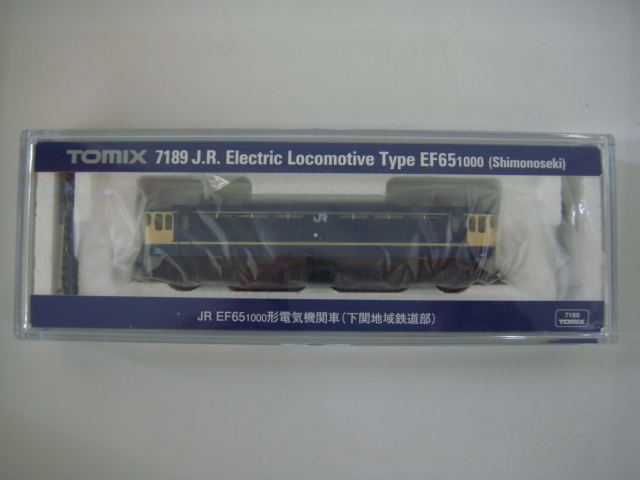 TOMIX 7189 J.R. Electric Locomotive Type EF651000 (Shimonoseki)
JR
JR EF651000形電気機関車(下関地域鉄道部)
7189
TOMIX